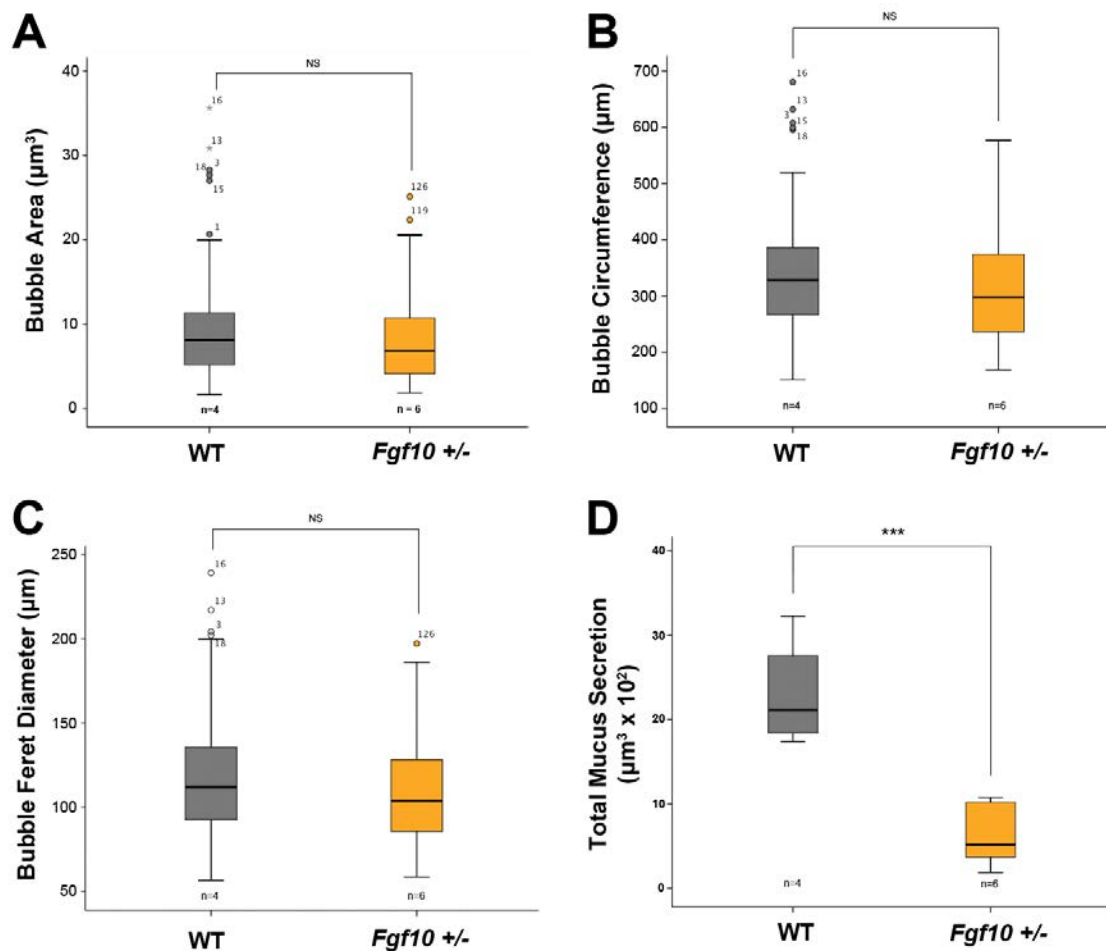 A
NS
40
16
13
18 3
15
126
119
1
30
20
10
0
Bubble Area (µm³)
n=4
n = 6
WT
Fgf10 +/-
B
NS
700
16
13
3 15
18
600
500
400
300
200
100
Bubble Circumference (µm)
n=4
n=6
WT
Fgf10 +/-
C
NS
250
16
13
3
18
126
200
150
100
50
Bubble Feret Diameter (µm)
n=4
n=6
WT
Fgf10 +/-
D
***
40
30
20
10
0
Total Mucus Secretion
(µm³ x 10²)
n=4
n=6
WT
Fgf10 +/-